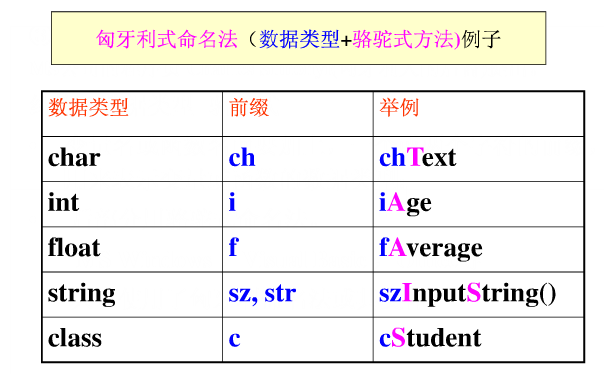 匈牙利式命名法（数据类型+骆驼式方法)例子
数据类型 前缀 举例
char ch chText
int i iAge
float f fAverage
string sz, str szInputString()
class c cStudent